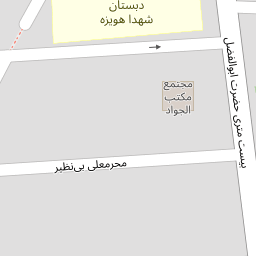 دبستان
شهدا هویزه
مجتمع
مکتب
الجواد
بیست متری حضرت ابوالفضل
محرمعلی بی‌نظیر